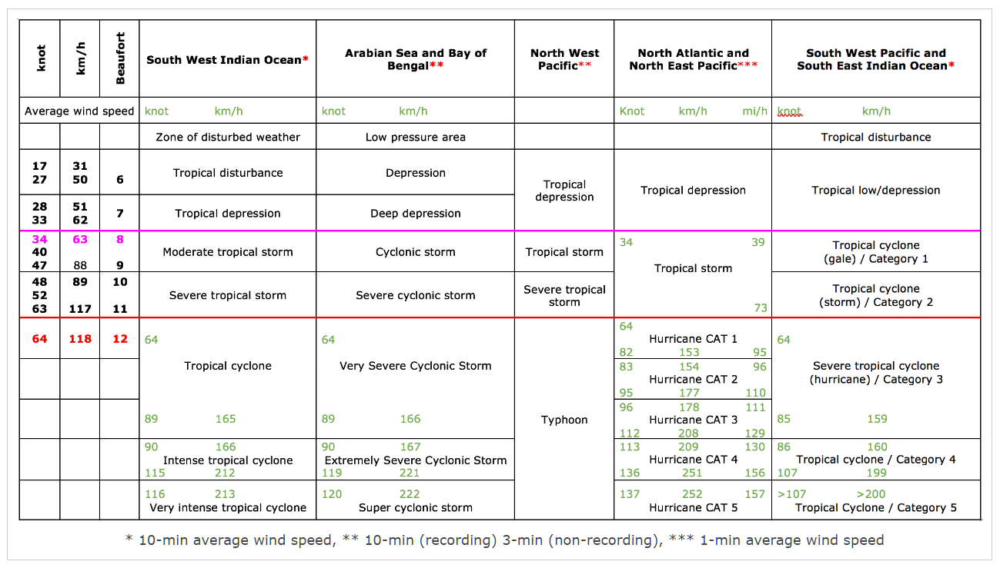 knot km/h Beaufort South West Indian Ocean* Arabian Sea and Bay of Bengal** North West Pacific** North Atlantic and North East Pacific*** South West Pacific and South East Indian Ocean*
Average wind speed knot km/h knot km/h Knot km/h mi/h knot km/h
Zone of disturbed weather Low pressure area Tropical disturbance
17 31
27 50 6
Tropical disturbance Depression
Tropical depression
Tropical depression
Tropical low/depression
28 51
33 62
7
Tropical depression Deep depression
34 63 8
40
47 88 9
Moderate tropical storm Cyclonic storm Tropical storm
34 39
Tropical storm
73
Tropical cyclone
(gale) / Category 1
48 89 10
52
63 117 11
Severe tropical storm Severe cyclonic storm
Severe tropical
storm
Tropical cyclone
(storm) / Category 2
64 118 12
64
Tropical cyclone
89 165
64
Very Severe Cyclonic Storm
89 166
Typhoon
64
Hurricane CAT 1
82 153 95
83 154 96
Hurricane CAT 2
95 177 110
96 178 111
Hurricane CAT 3
112 208 129
64
Severe tropical cyclone
(hurricane) / Category 3
85 159
90 166
Intense tropical cyclone
115 212
90 167
Extremely Severe Cyclonic Storm
119 221
113 209 130
Hurricane CAT 4
136 251 156
86 160
Tropical cyclone / Category 4
107 199
116 213
Very intense tropical cyclone
120 222
Super cyclonic storm
137 252 157
Hurricane CAT 5
>107 >200
Tropical Cyclone / Category 5
* 10-min average wind speed, ** 10-min (recording) 3-min (non-recording), *** 1-min average wind speed